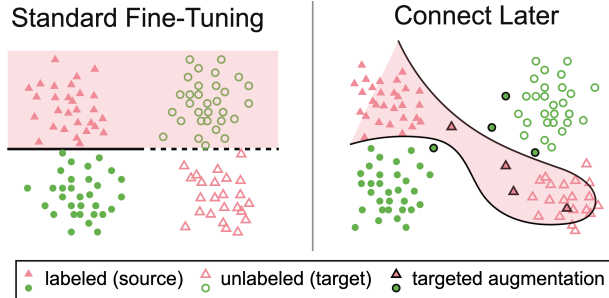 Standard Fine-Tuning
Connect Later
labeled (source) unlabeled (target) targeted augmentation